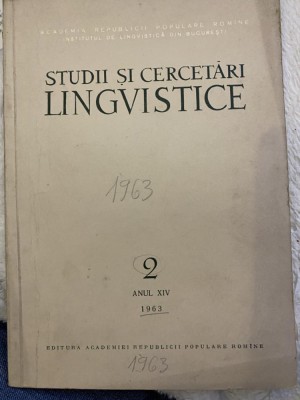 ACADEMIA REPUBLICII POPULARE ROMÎNE
INSTITUTUL DE LINGVISTICĂ DIN BUCUREȘTI
STUDII ȘI CERCETĂRI
LINGVISTICE
1963
2
ANUL XIV
1963
EDITURA ACADEMIEI REPUBLICII POPULARE ROMÎNE
1963